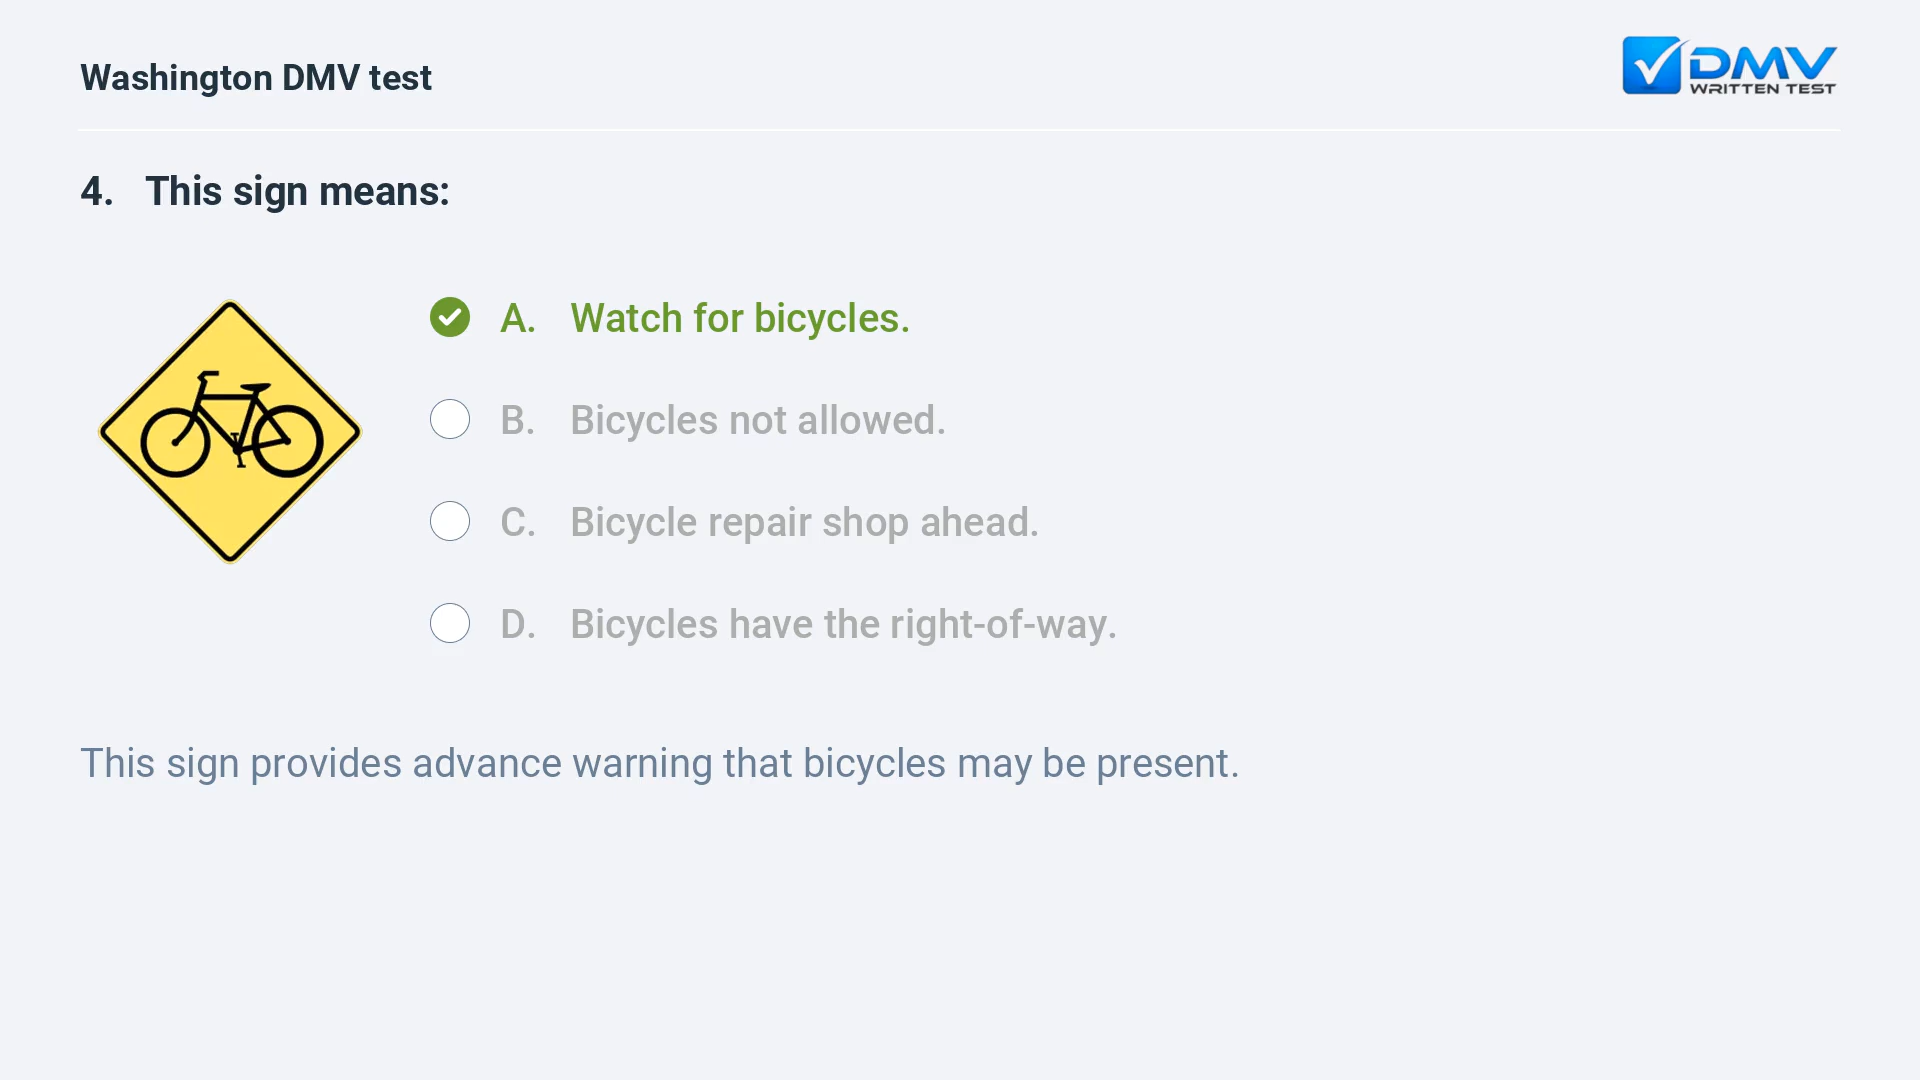 Washington DMV test
DMV
WRITTEN TEST
4. This sign means:
A. Watch for bicycles.
B. Bicycles not allowed.
C. Bicycle repair shop ahead.
D. Bicycles have the right-of-way.
This sign provides advance warning that bicycles may be present.